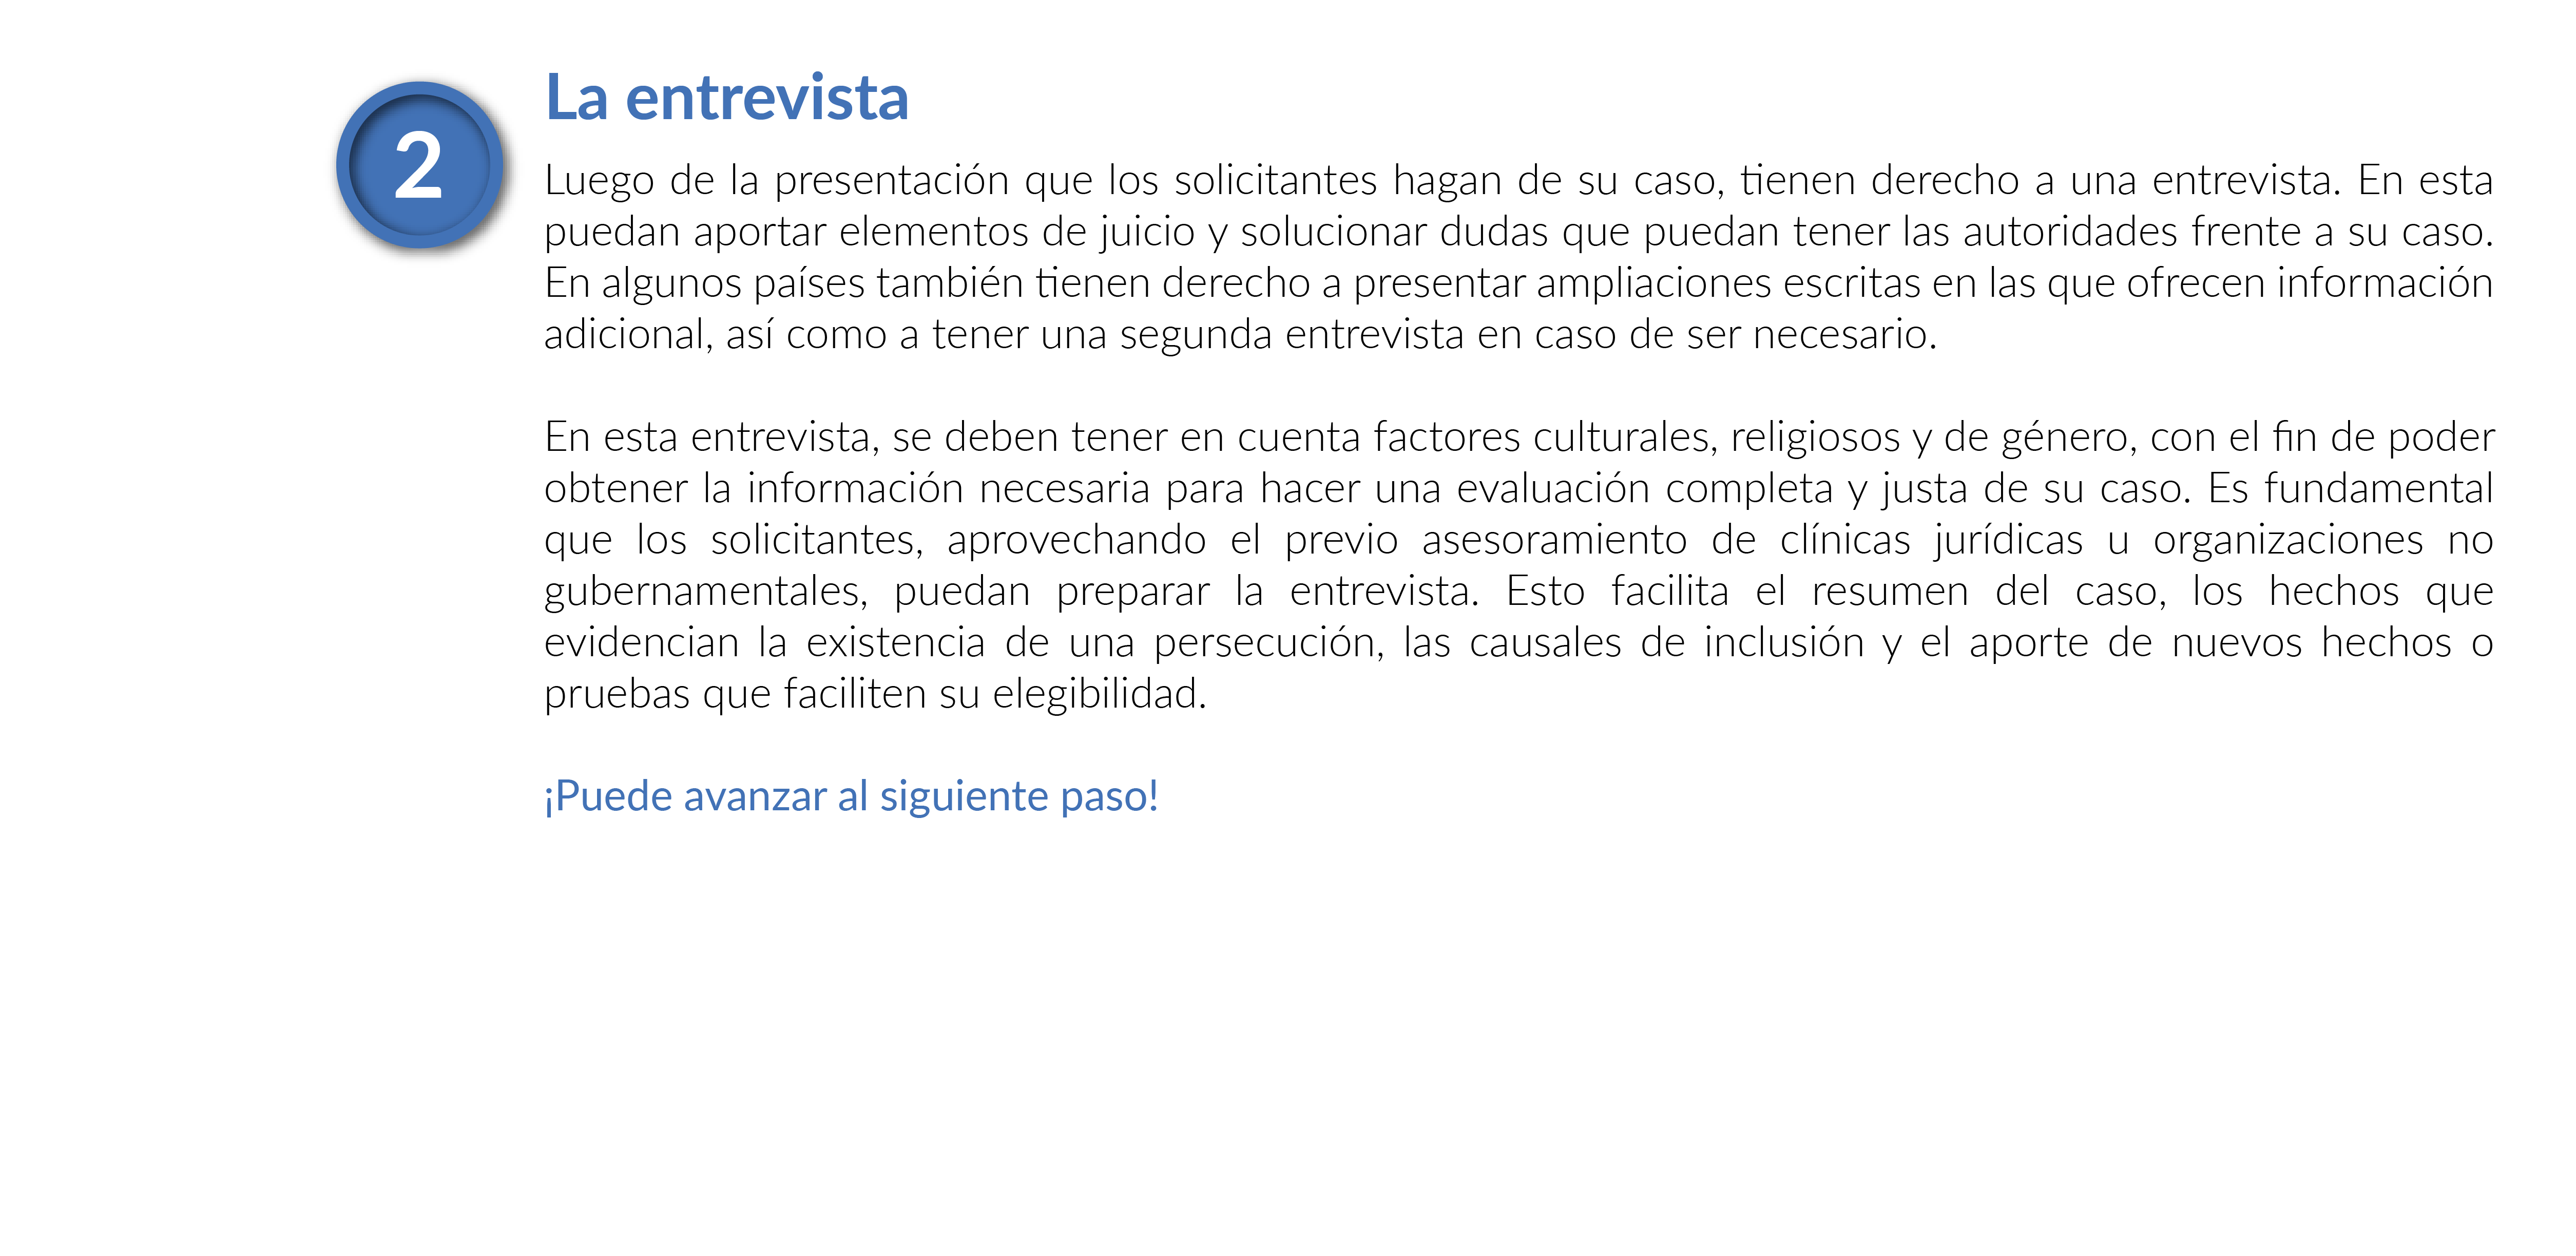 La entrevista
2
Luego de la presentación que los solicitantes hagan de su caso, tienen derecho a una entrevista. En esta
puedan aportar elementos de juicio y solucionar dudas que puedan tener las autoridades frente a su caso.
En algunos países también tienen derecho a presentar ampliaciones escritas en las que ofrecen información
adicional, así como a tener una segunda entrevista en caso de ser necesario.
En esta entrevista, se deben tener en cuenta factores culturales, religiosos y de género, con el fin de poder
obtener la información necesaria para hacer una evaluación completa y justa de su caso. Es fundamental
que los solicitantes, aprovechando el previo asesoramiento de clínicas jurídicas u organizaciones no
gubernamentales, puedan preparar la entrevista. Esto facilita el resumen del caso, los hechos que
evidencian la existencia de una persecución, las causales de inclusión y el aporte de nuevos hechos o
pruebas que faciliten su elegibilidad.
¡Puede avanzar al siguiente paso!